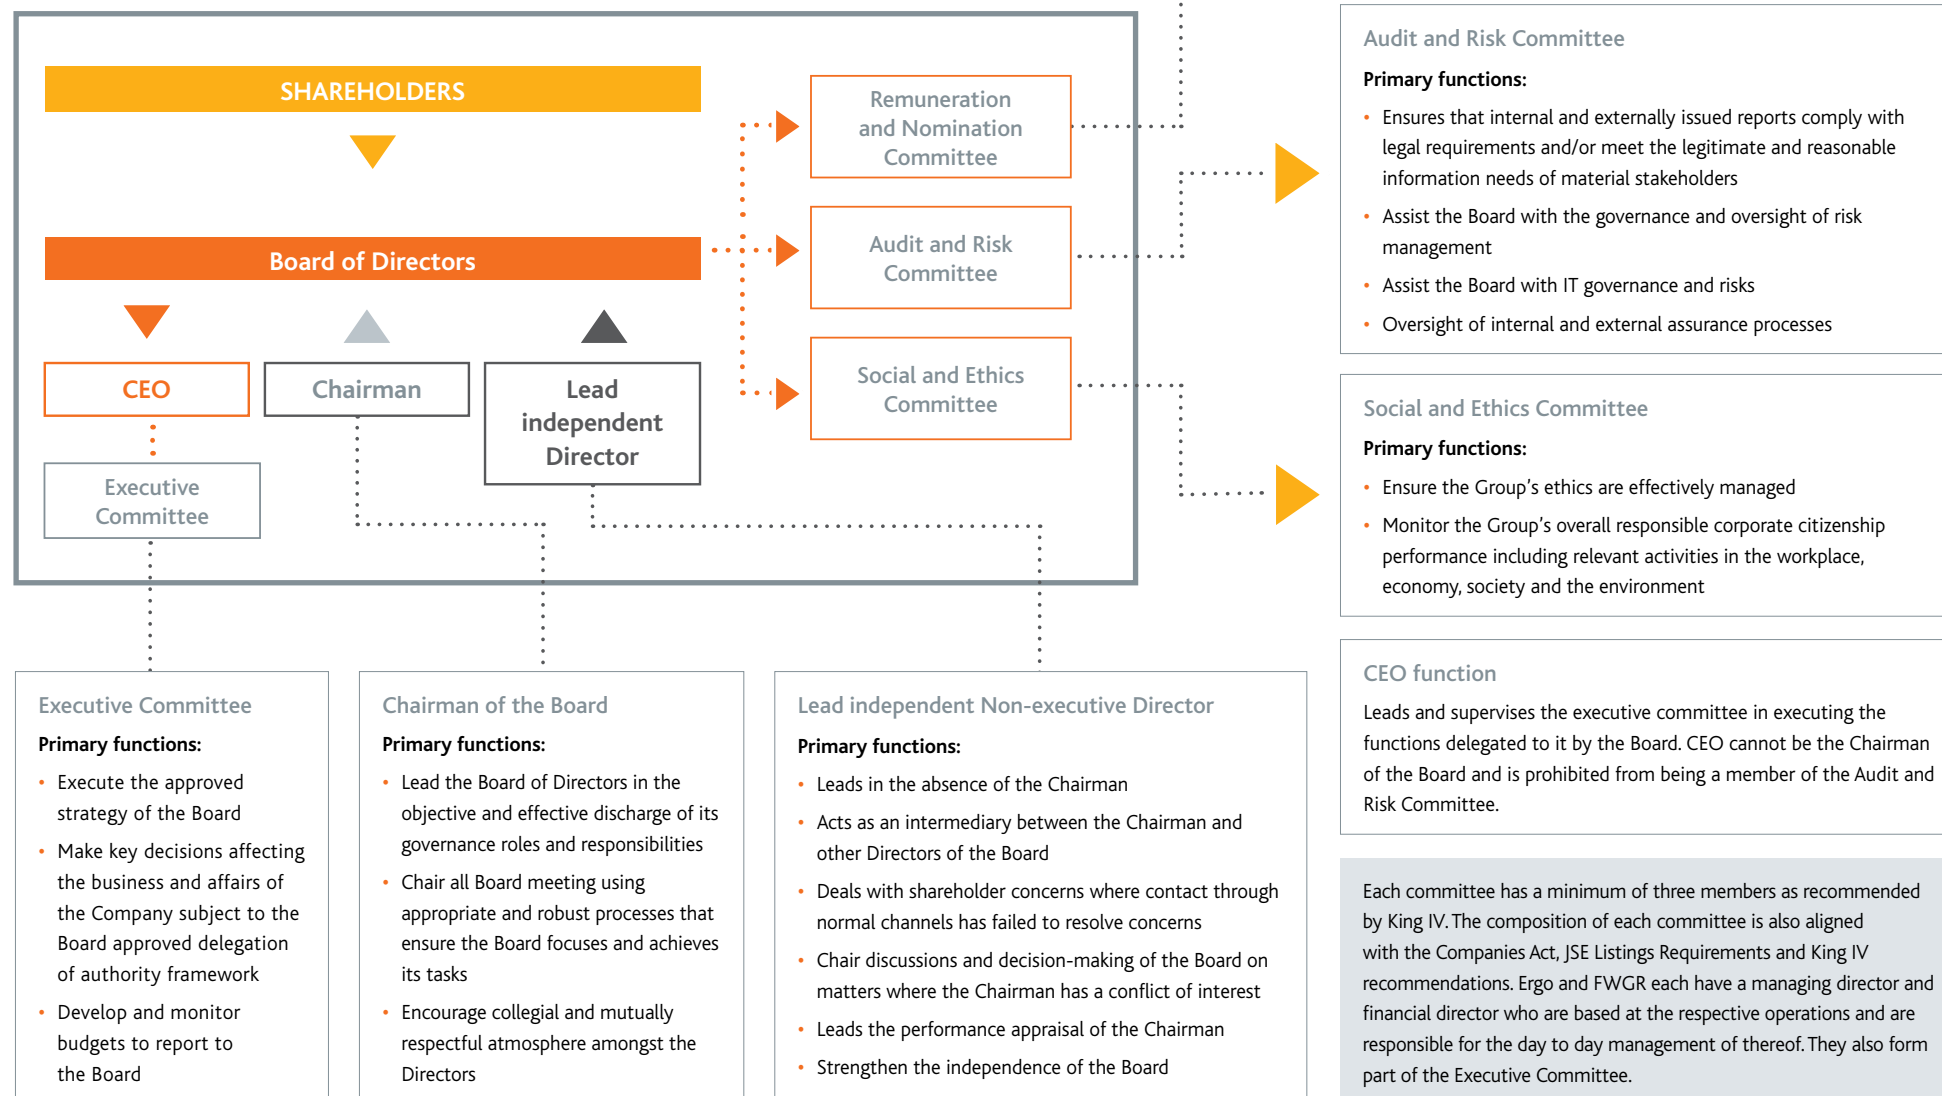 SHAREHOLDERS
Board of Directors
CEO
Chairman
Lead
independent
Director
Executive
Committee
Remuneration
and Nomination
Committee
Audit and Risk
Committee
Social and Ethics
Committee
Executive Committee
Primary functions:
• Execute the approved
strategy of the Board
• Make key decisions affecting
the business and affairs of
the Company subject to the
Board approved delegation
of authority framework
• Develop and monitor
budgets to report to
the Board
Chairman of the Board
Primary functions:
• Lead the Board of Directors in the
objective and effective discharge of its
governance roles and responsibilities
• Chair all Board meeting using
appropriate and robust processes that
ensure the Board focuses and achieves
its tasks
• Encourage collegial and mutually
respectful atmosphere amongst the
Directors
Lead independent Non-executive Director
Primary functions:
• Leads in the absence of the Chairman
• Acts as an intermediary between the Chairman and
other Directors of the Board
• Deals with shareholder concerns where contact through
normal channels has failed to resolve concerns
• Chair discussions and decision-making of the Board on
matters where the Chairman has a conflict of interest
• Leads the performance appraisal of the Chairman
• Strengthen the independence of the Board
Audit and Risk Committee
Primary functions:
• Ensures that internal and externally issued reports comply with
legal requirements and/or meet the legitimate and reasonable
information needs of material stakeholders
• Assist the Board with the governance and oversight of risk
management
• Assist the Board with IT governance and risks
• Oversight of internal and external assurance processes
Social and Ethics Committee
Primary functions:
• Ensure the Group's ethics are effectively managed
• Monitor the Group's overall responsible corporate citizenship
performance including relevant activities in the workplace,
economy, society and the environment
CEO function
Leads and supervises the executive committee in executing the
functions delegated to it by the Board. CEO cannot be the Chairman
of the Board and is prohibited from being a member of the Audit and
Risk Committee.
Each committee has a minimum of three members as recommended
by King IV. The composition of each committee is also aligned
with the Companies Act, JSE Listings Requirements and King IV
recommendations. Ergo and FWGR each have a managing director and
financial director who are based at the respective operations and are
responsible for the day to day management of thereof. They also form
part of the Executive Committee.